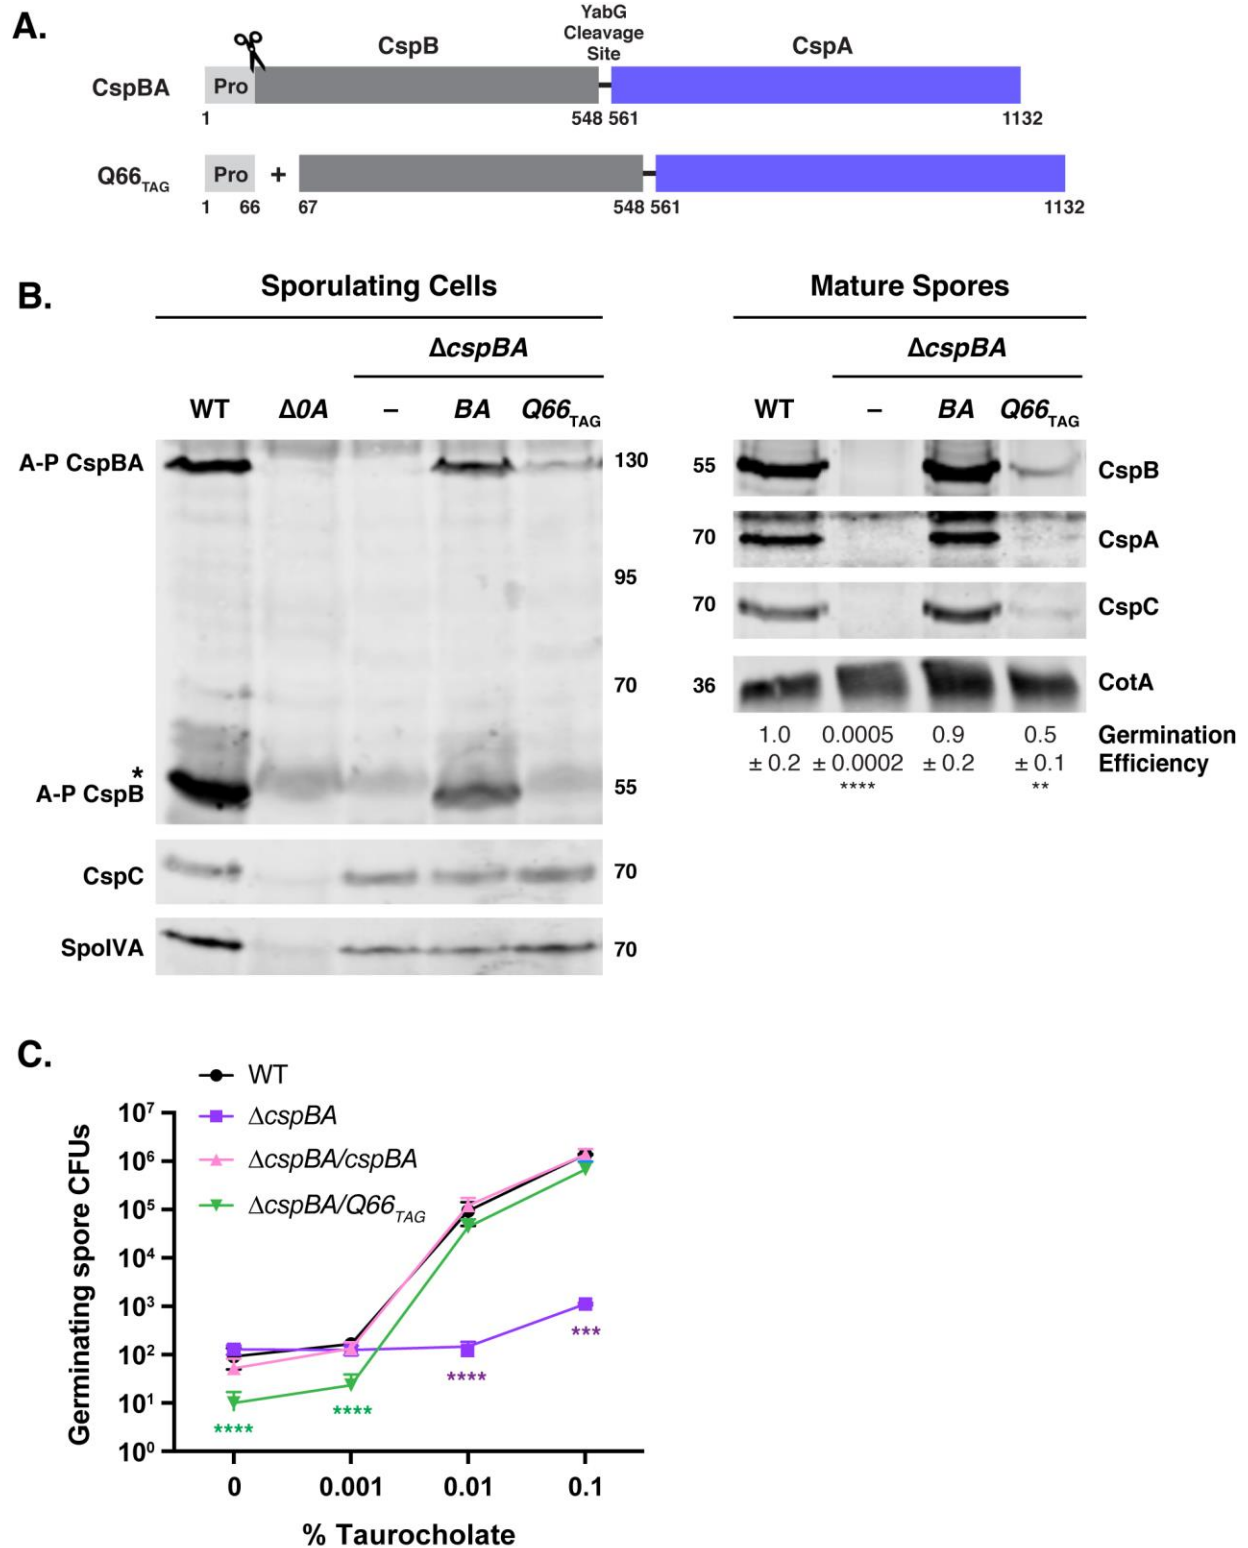 A.
YabG
Cleavage
Site
CspB
CspA
CspBA
Pro
1
548 561
1132
Q66TAG
Pro
+
1 66
67
548 561
1132
B.
Sporulating Cells
Mature Spores
ΔcspBA
ΔcspBA
WT Δ0A – BA Q66TAG
WT – BA Q66TAG
A-P CspBA
130
95
70
*
A-P CspB
55
CspC
70
SpoIVA
70
55
CspB
70
CspA
70
CspC
36
CotA
1.0 0.0005 0.9 0.5 Germination
± 0.2 ± 0.0002 ± 0.2 ± 0.1 Efficiency
**** **
C.
WT
ΔcspBA
ΔcspBA/cspBA
ΔcspBA/Q66TAG
Germinating spore CFUs
10⁷
10⁶
10⁵
10⁴
10³
10²
10¹
10⁰
***
****
****
****
0 0.001 0.01 0.1
% Taurocholate